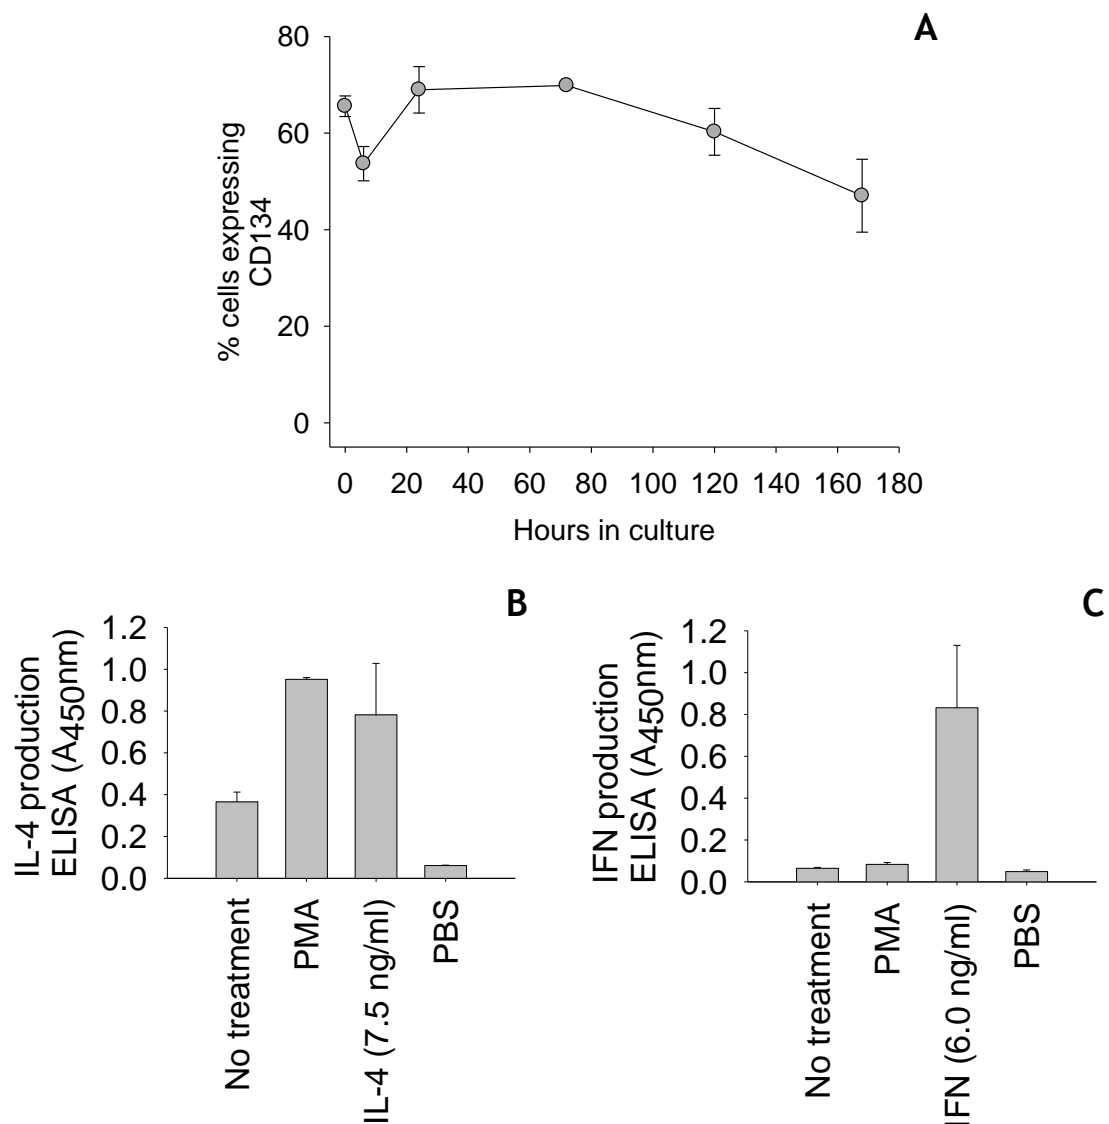 A
80
60
40
20
0
% cells expressing
CD134
0 20 40 60 80 100 120 140 160 180
Hours in culture
B
1.2
1.0
0.8
0.6
0.4
0.2
0.0
IL-4 production
ELISA (A450nm)
No treatment
PMA
IL-4 (7.5 ng/ml)
PBS
C
1.2
1.0
0.8
0.6
0.4
0.2
0.0
IFN production
ELISA (A450nm)
No treatment
PMA
IFN (6.0 ng/ml)
PBS